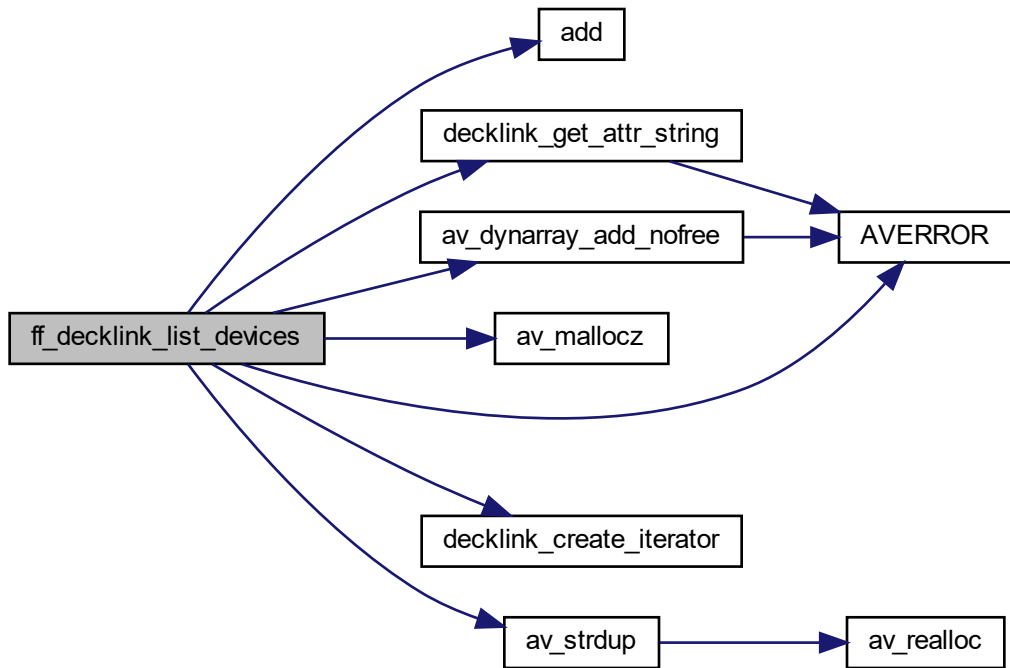 add
decklink_get_attr_string
av_dynarray_add_nofree
AVERROR
ff_decklink_list_devices
av_mallocz
decklink_create_iterator
av_strdup
av_realloc